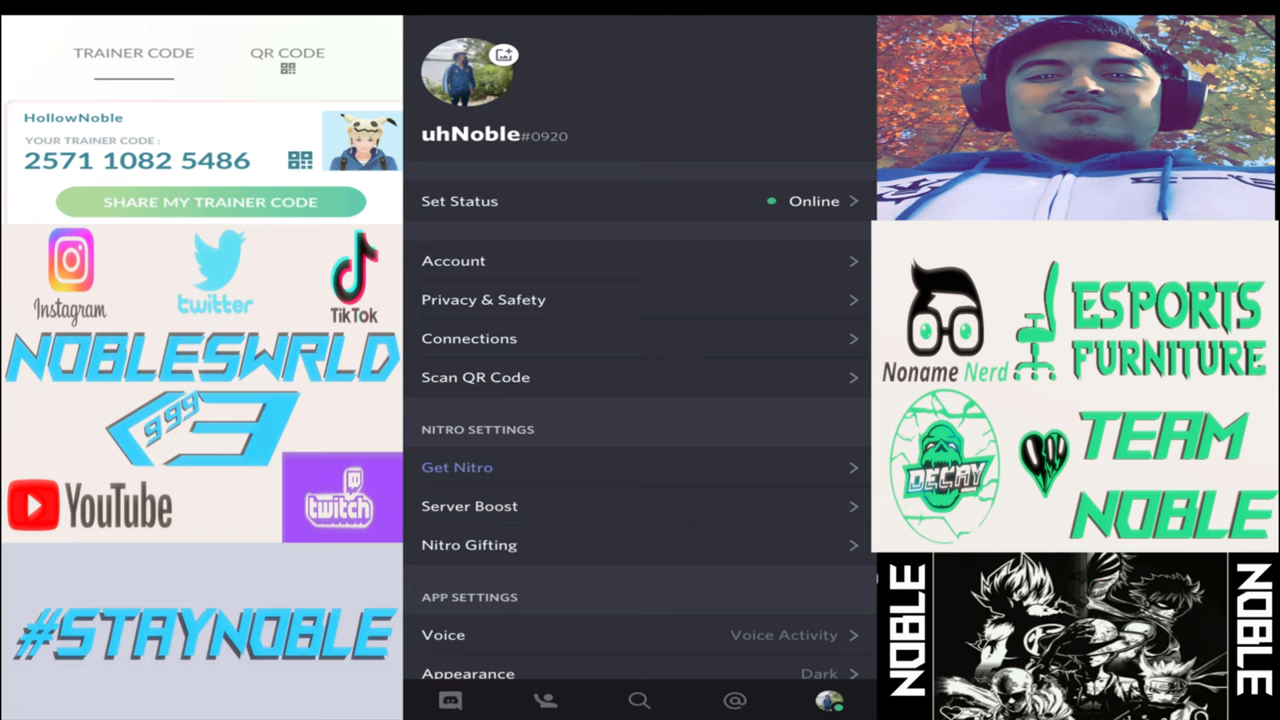 TRAINER CODE
QR CODE
HollowNoble
YOUR TRAINER CODE :
2571 1082 5486
SHARE MY TRAINER CODE
Instagram
twitter
TikTok
NOBLESWRLD
999
3
YouTube
twitch
#STAYNOBLE
uhNoble#0920
Set Status
Online
Account
Privacy & Safety
Connections
Scan QR Code
NITRO SETTINGS
Get Nitro
Server Boost
Nitro Gifting
APP SETTINGS
Voice
Voice Activity
Appearance
Dark
Noname Nerd
ESPORTS
FURNITURE
DECAY
TEAM
NOBLE
NOBLE
NOBLE